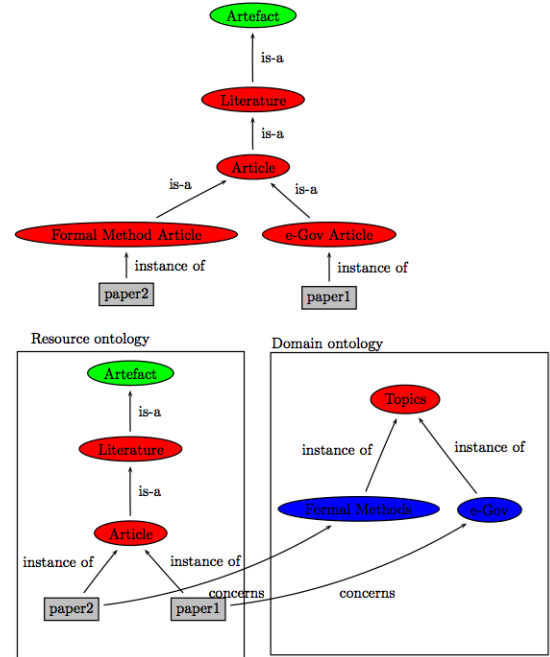 Artefact
is-a
Literature
is-a
Article
is-a
is-a
Formal Method Article
e-Gov Article
instance of
instance of
paper2
paper1
Resource ontology
Domain ontology
Artefact
is-a
Literature
is-a
Article
instance of
instance of
paper2
paper1
Topics
instance of
instance of
Formal Methods
e-Gov
concerns
concerns